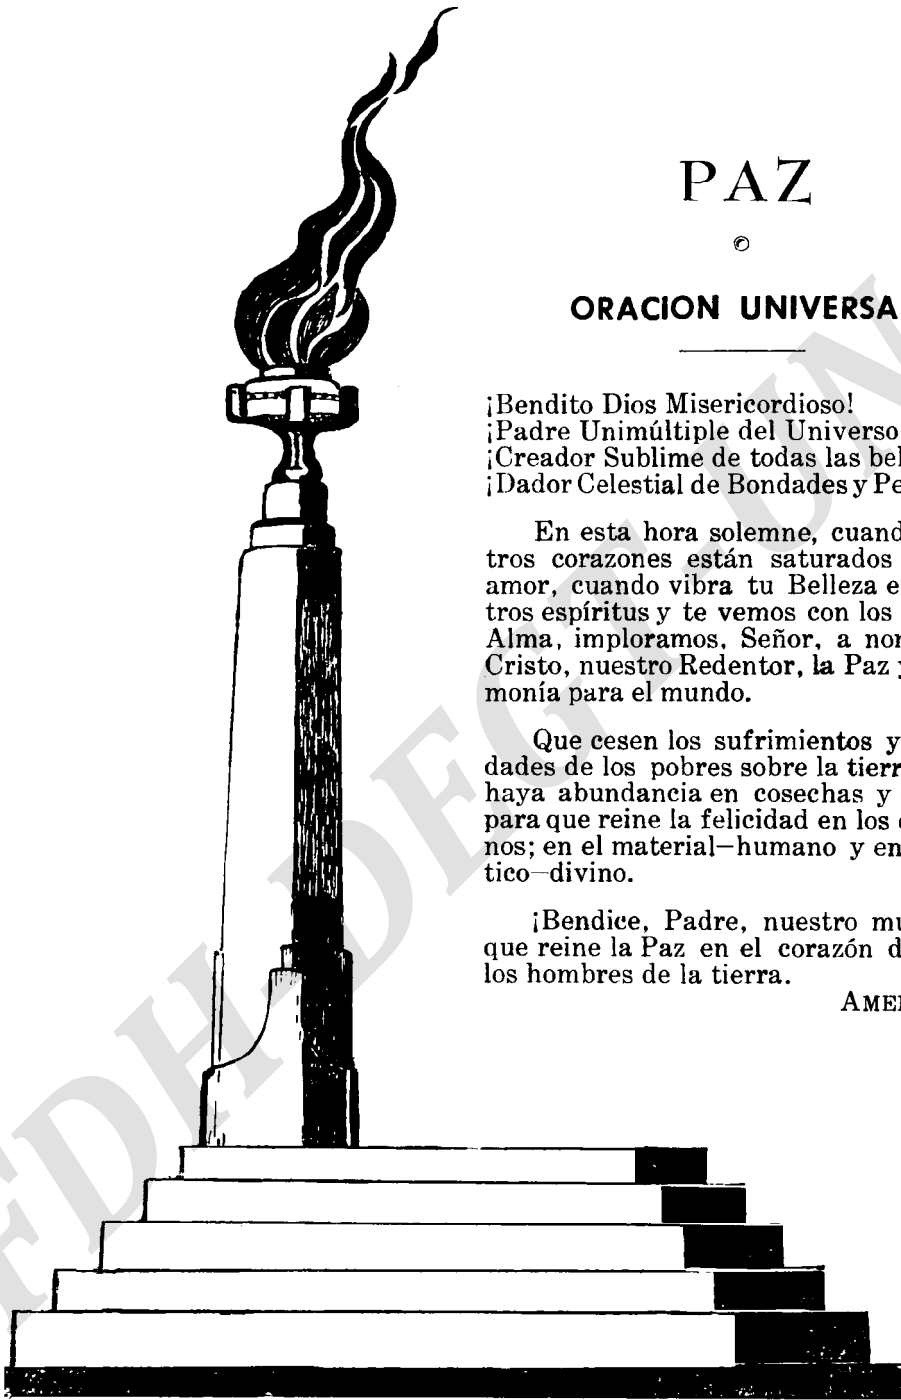 PAZ
ORACION UNIVERSA
¡Bendito Dios Misericordioso!
¡Padre Unimúltiple del Universo
¡Creador Sublime de todas las bel
¡Dador Celestial de Bondades y Pe
En esta hora solemne, cuand
tros corazones están saturados
amor, cuando vibra tu Belleza e
tros espíritus y te vemos con los
Alma, imploramos, Señor, a nor
Cristo, nuestro Redentor, la Paz y
monía para el mundo.
Que cesen los sufrimientos y
dades de los pobres sobre la tierr
haya abundancia en cosechas y
para que reine la felicidad en los
nos; en el material—humano y en
tico—divino.
¡Bendice, Padre, nuestro mu
que reine la Paz en el corazón d
los hombres de la tierra.
AMEN
FDH-DEGT-UN